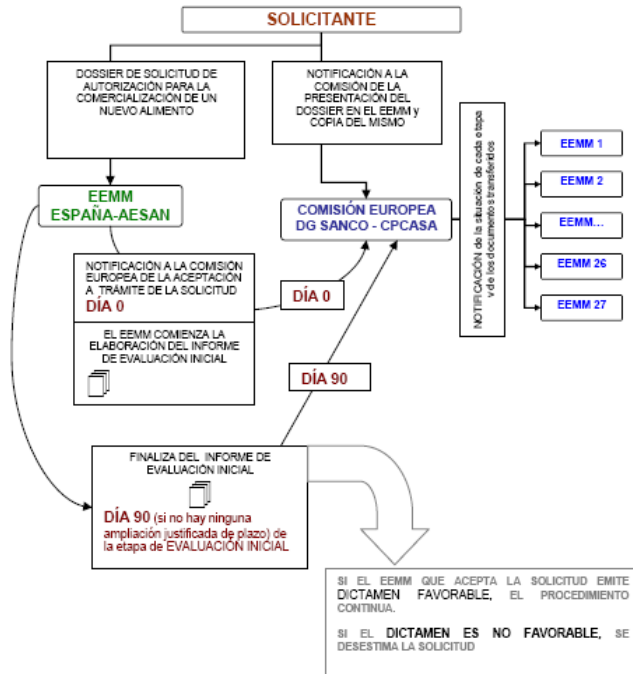 SOLICITANTE
DOSSIER DE SOLICITUD DE
AUTORIZACIÓN PARA LA
COMERCIALIZACIÓN DE UN
NUEVO ALIMENTO
NOTIFICACIÓN A LA
COMISIÓN DE LA
PRESENTACIÓN DEL
DOSSIER EN EL EEMM y
COPIA DEL MISMO
NOTIFICACIÓN de la situación de cada etapa
y de los documentos transferidos
EEMM 1
EEMM 2
EEMM...
EEMM 26
EEMM 27
EEMM
ESPAÑA-AESAN
COMISIÓN EUROPEA
DG SANCO - CPCASA
NOTIFICACIÓN A LA COMISIÓN
EUROPEA DE LA ACEPTACIÓN
A TRÁMITE DE LA SOLICITUD
DÍA 0
DÍA 0
EL EEMM COMIENZA LA
ELABORACIÓN DEL INFORME
DE EVALUACIÓN INICIAL
DÍA 90
FINALIZA DEL INFORME DE
EVALUACIÓN INICIAL
DÍA 90 (si no hay ninguna
ampliación justificada de plazo) de
la etapa de EVALUACIÓN INICIAL
SI EL EEMM QUE ACEPTA LA SOLICITUD EMITE
DICTAMEN FAVORABLE, EL PROCEDIMIENTO
CONTINUA.
SI EL DICTAMEN ES NO FAVORABLE, SE
DESESTIMA LA SOLICITUD